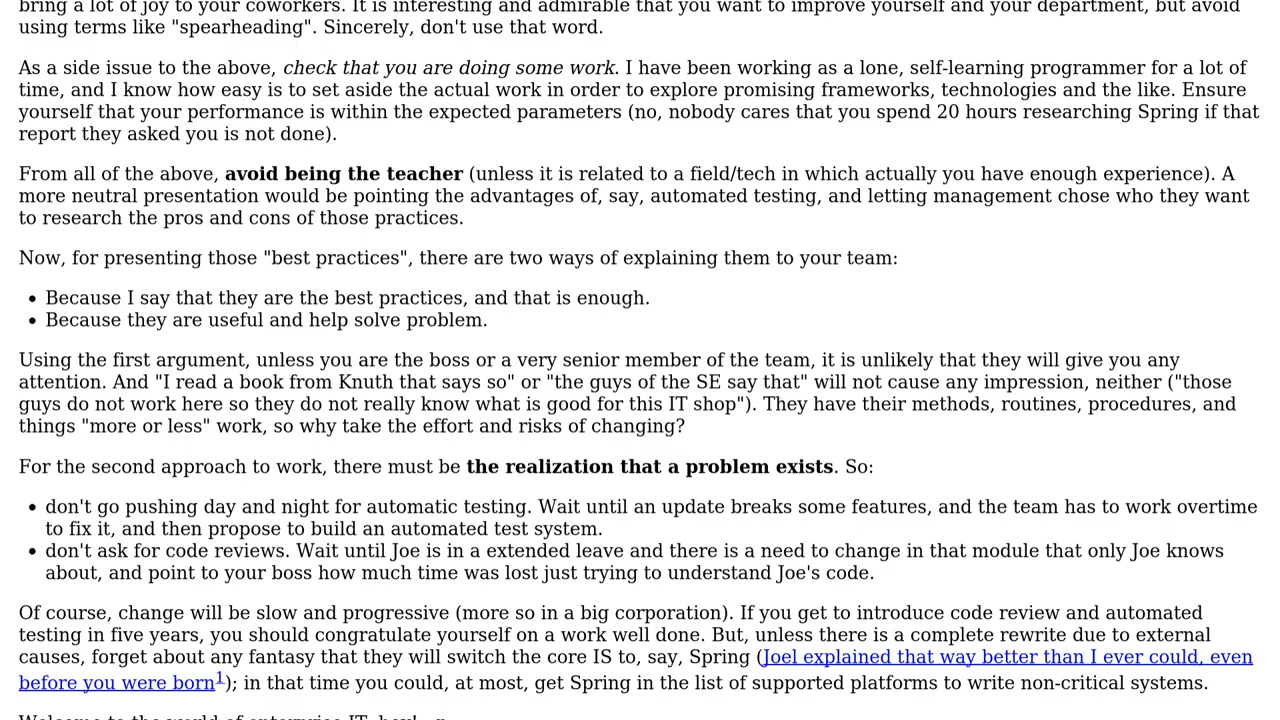 bring a lot of joy to your coworkers. It is interesting and admirable that you want to improve yourself and your department, but avoid
using terms like "spearheading". Sincerely, don't use that word.
As a side issue to the above, check that you are doing some work. I have been working as a lone, self-learning programmer for a lot of
time, and I know how easy is to set aside the actual work in order to explore promising frameworks, technologies and the like. Ensure
yourself that your performance is within the expected parameters (no, nobody cares that you spend 20 hours researching Spring if that
report they asked you is not done).
From all of the above, avoid being the teacher (unless it is related to a field/tech in which actually you have enough experience). A
more neutral presentation would be pointing the advantages of, say, automated testing, and letting management chose who they want
to research the pros and cons of those practices.
Now, for presenting those "best practices", there are two ways of explaining them to your team:
• Because I say that they are the best practices, and that is enough.
• Because they are useful and help solve problem.
Using the first argument, unless you are the boss or a very senior member of the team, it is unlikely that they will give you any
attention. And "I read a book from Knuth that says so" or "the guys of the SE say that" will not cause any impression, neither ("those
guys do not work here so they do not really know what is good for this IT shop"). They have their methods, routines, procedures, and
things "more or less" work, so why take the effort and risks of changing?
For the second approach to work, there must be the realization that a problem exists. So:
• don't go pushing day and night for automatic testing. Wait until an update breaks some features, and the team has to work overtime
to fix it, and then propose to build an automated test system.
• don't ask for code reviews. Wait until Joe is in a extended leave and there is a need to change in that module that only Joe knows
about, and point to your boss how much time was lost just trying to understand Joe's code.
Of course, change will be slow and progressive (more so in a big corporation). If you get to introduce code review and automated
testing in five years, you should congratulate yourself on a work well done. But, unless there is a complete rewrite due to external
causes, forget about any fantasy that they will switch the core IS to, say, Spring (Joel explained that way better than I ever could, even
before you were born1); in that time you could, at most, get Spring in the list of supported platforms to write non-critical systems.
Welcome to the world of enterprise IT, boy!